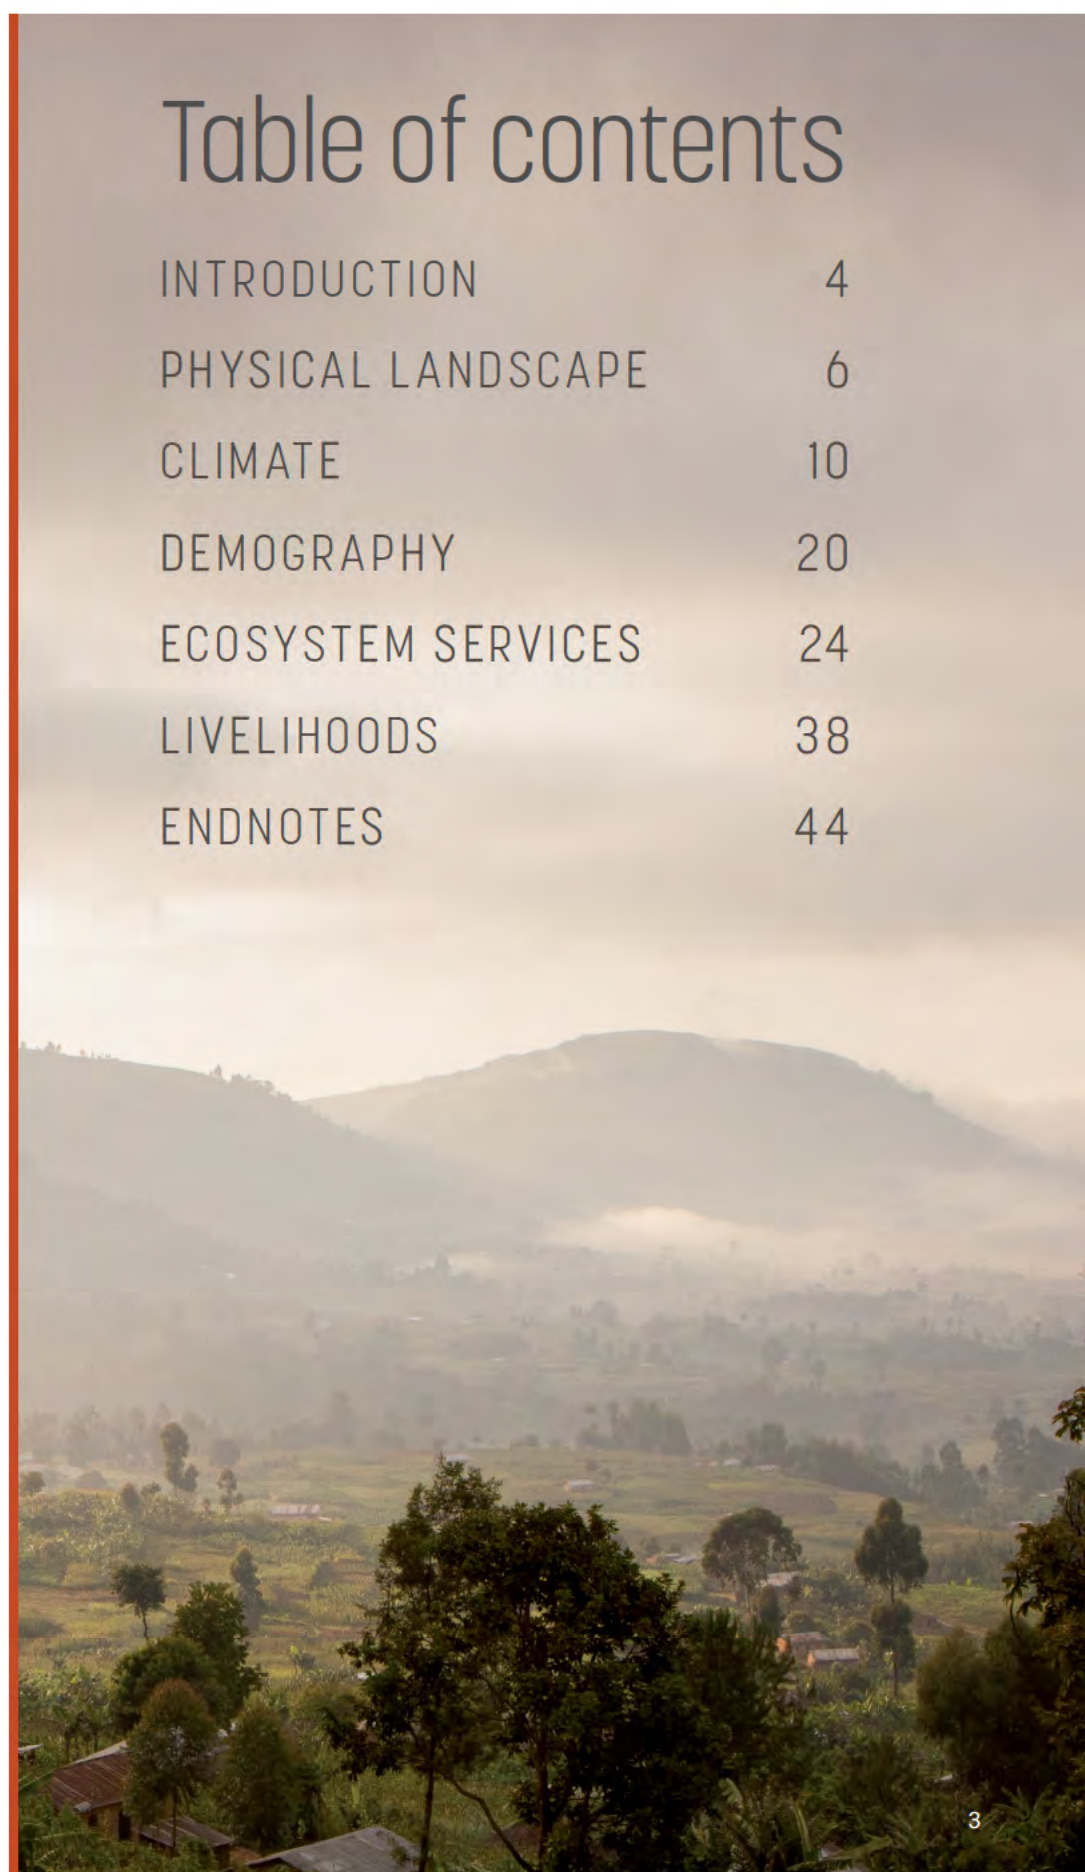 Table of contents
INTRODUCTION 4
PHYSICAL LANDSCAPE 6
CLIMATE 10
DEMOGRAPHY 20
ECOSYSTEM SERVICES 24
LIVELIHOODS 38
ENDNOTES 44
3